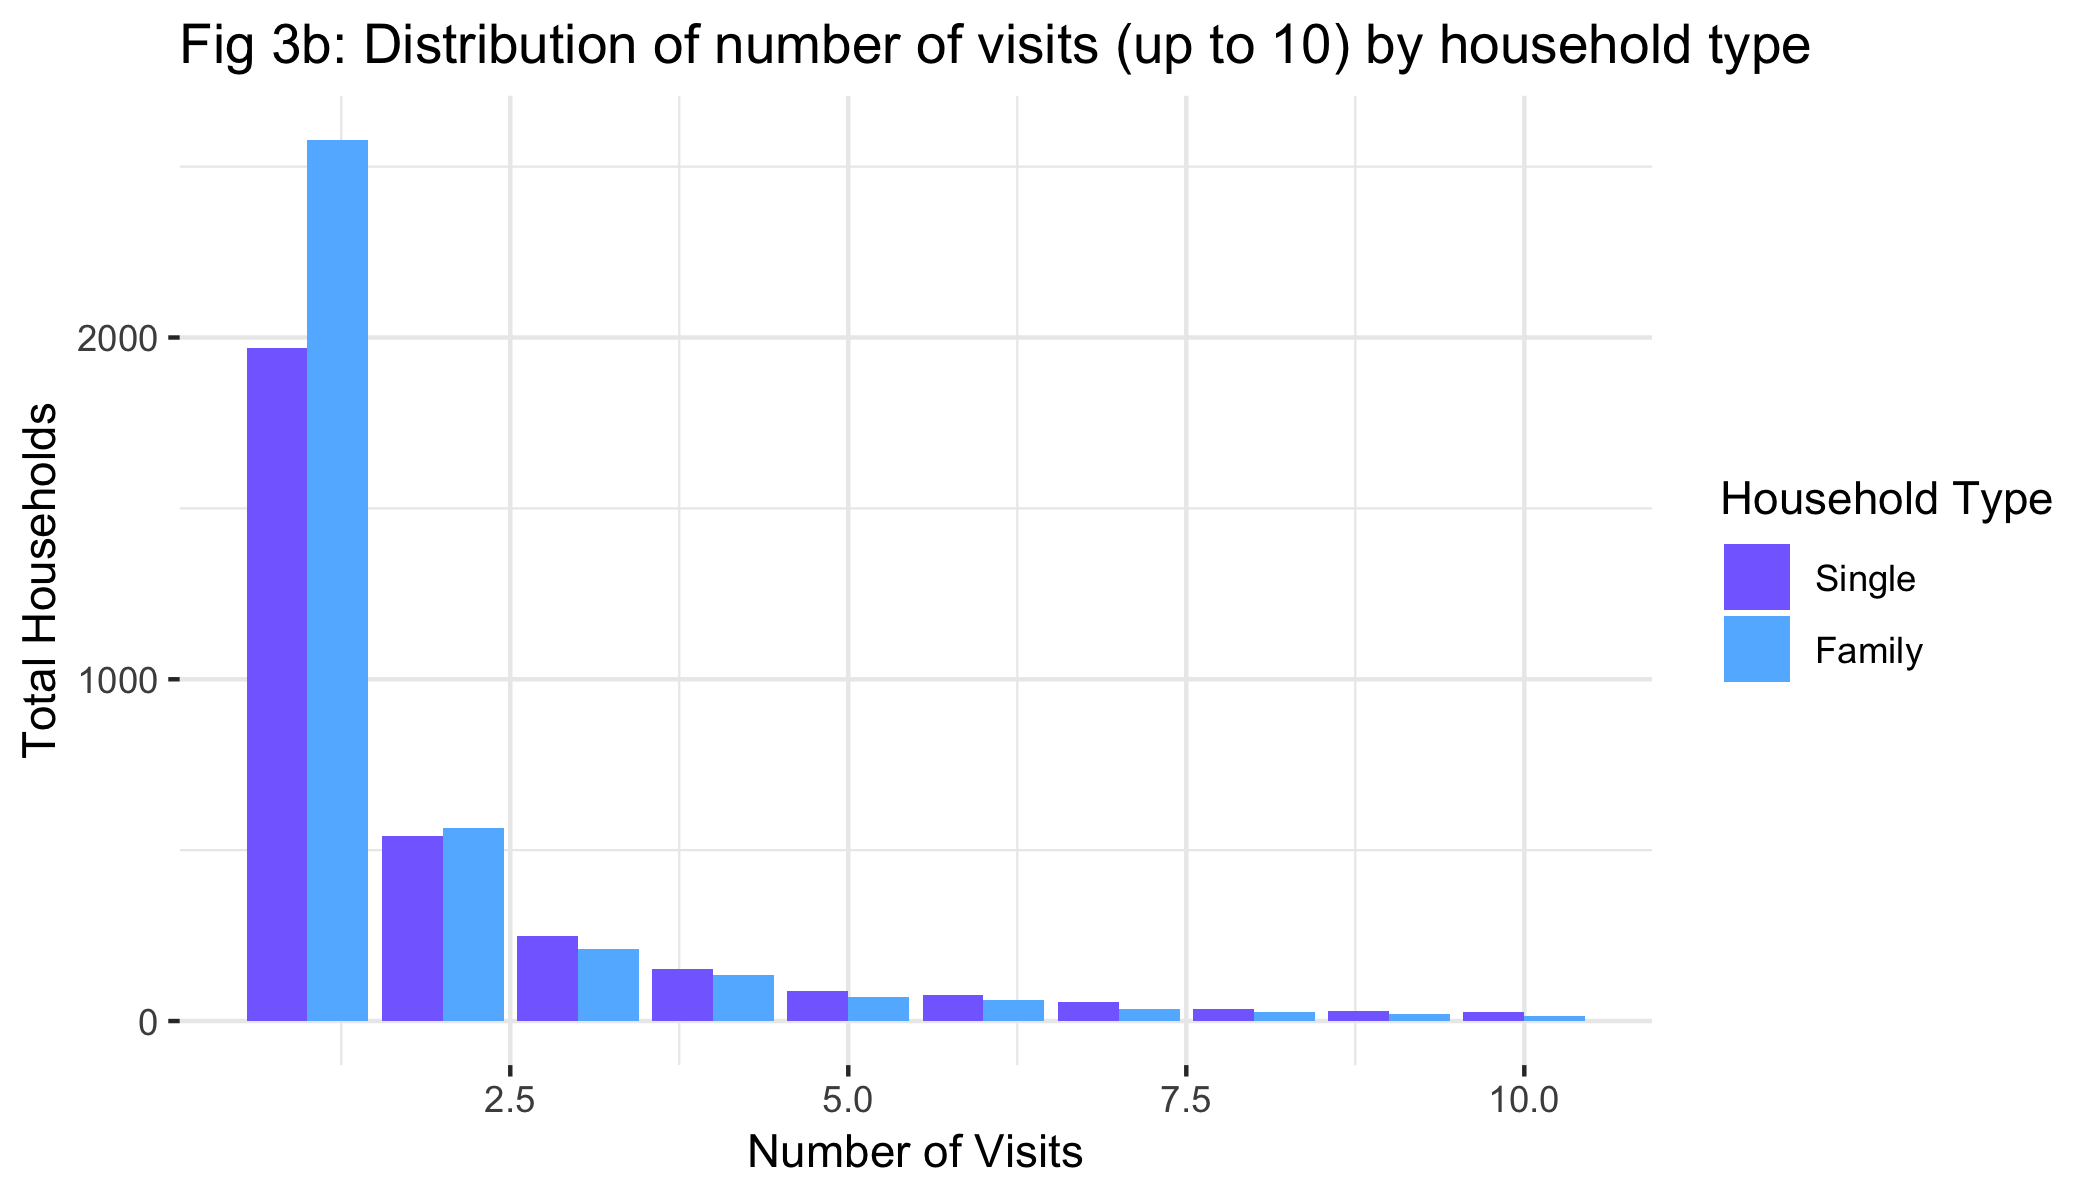 Fig 3b: Distribution of number of visits (up to 10) by household type
Total Households
2000
1000
0
2.5
5.0
7.5
10.0
Number of Visits
Household Type
Single
Family